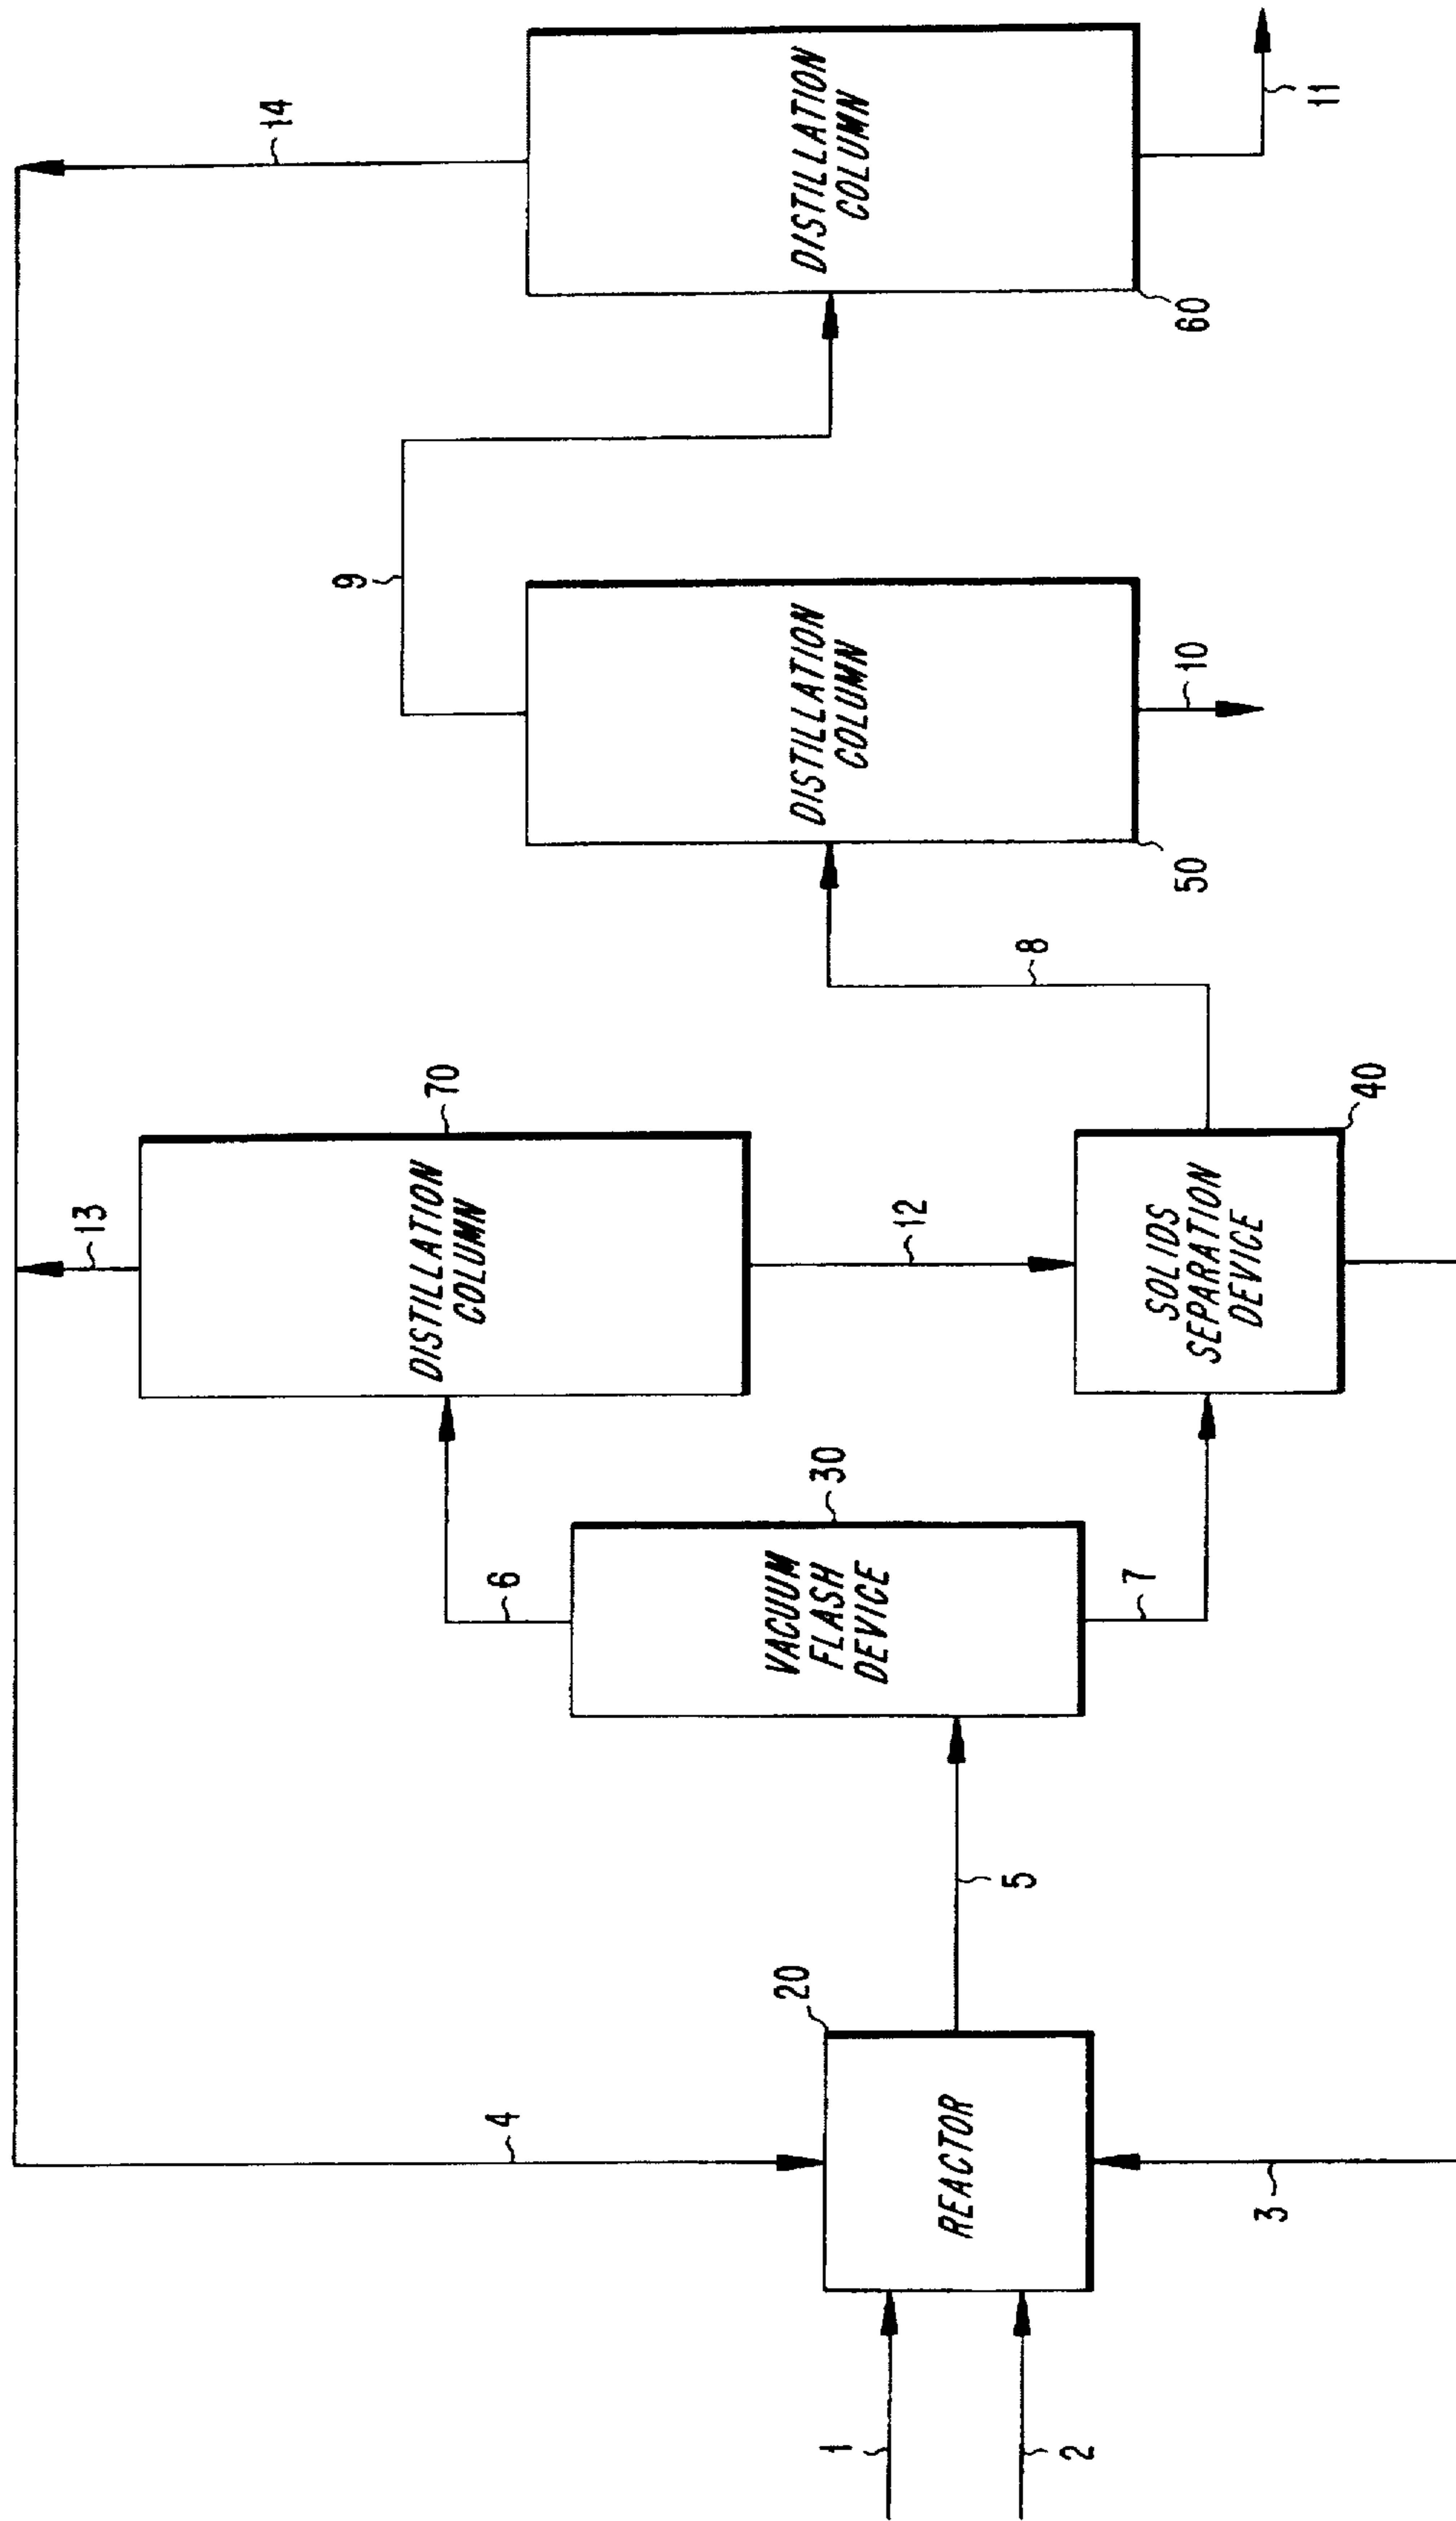 14
DISTILLATION
COLUMN
60
11
9
DISTILLATION
COLUMN
50
10
8
13
DISTILLATION
COLUMN
70
12
SOLIDS
SEPARATION
DEVICE
40
6
VACUUM
FLASH
DEVICE
30
7
5
4
REACTOR
20
3
1
2